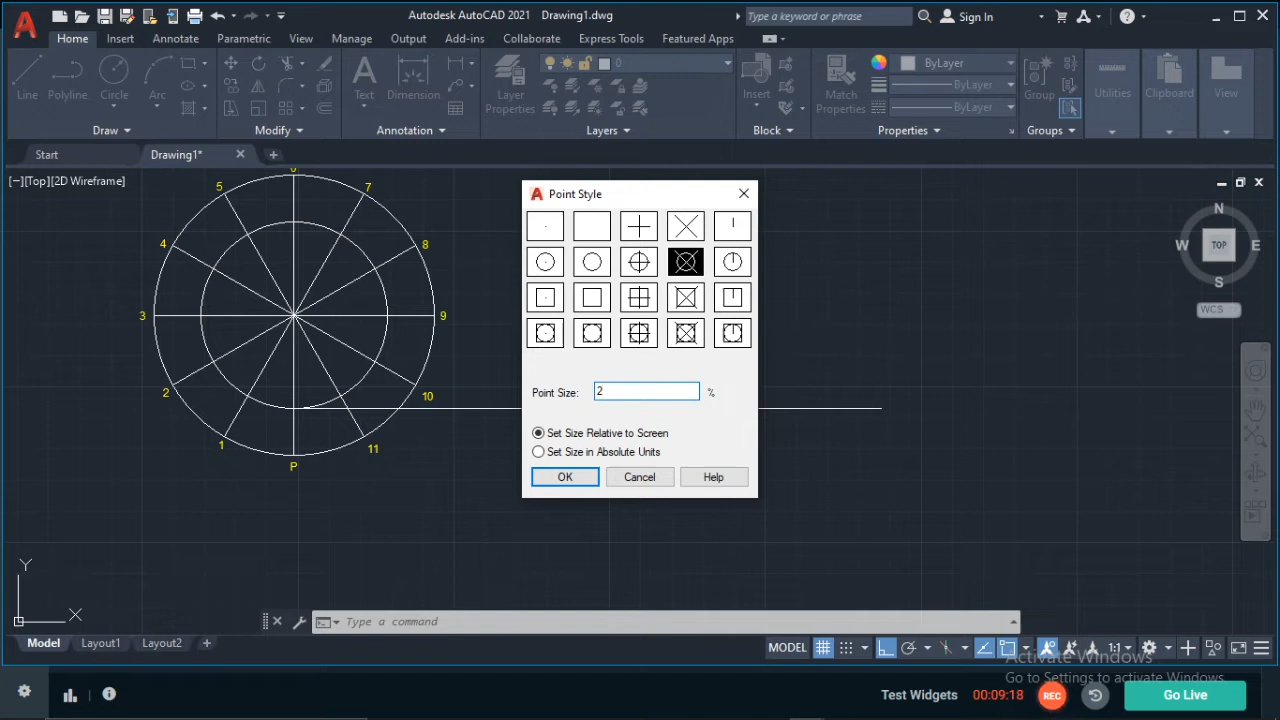 Autodesk AutoCAD 2021 Drawing1.dwg
Type a keyword or phrase
Sign In
Home Insert Annotate Parametric View Manage Output Add-ins Collaborate Express Tools Featured Apps
0
ByLayer
ByLayer
ByLayer
Line Polyline Circle Arc
Text Dimension
Layer Properties
Insert
Match Properties
Group
Utilities
Clipboard
View
Draw Modify Annotation Layers Block Properties Groups
Start Drawing1*
[−][Top][2D Wireframe]
6
5
7
4
8
3
9
2
10
1
11
P
Point Style
Point Size: 2 %
Set Size Relative to Screen
Set Size in Absolute Units
OK Cancel Help
N
W TOP E
S
WCS
Y
X
Type a command
Model Layout1 Layout2 +
MODEL
1:1
Activate Windows
Go to Settings to activate Windows.
Test Widgets 00:09:18 REC Go Live